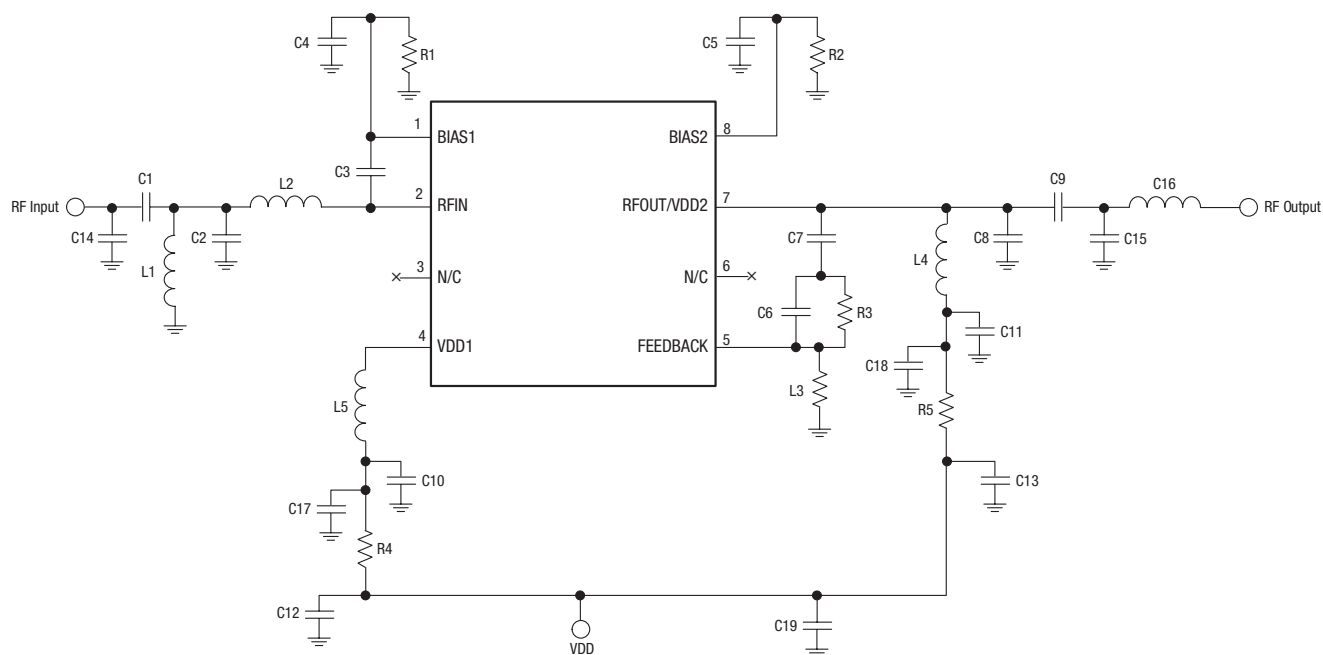 C4
R1
C5
R2
1
BIAS1
BIAS2
8
C3
C1
L2
C9
C16
RF Input
2
RFIN
RFOUT/VDD2
7
RF Output
C14
C2
C7
C8
C15
L1
L4
3
N/C
N/C
6
C6
R3
C11
4
VDD1
FEEDBACK
5
C18
L5
L3
R5
C10
C13
C17
R4
C12
VDD
C19